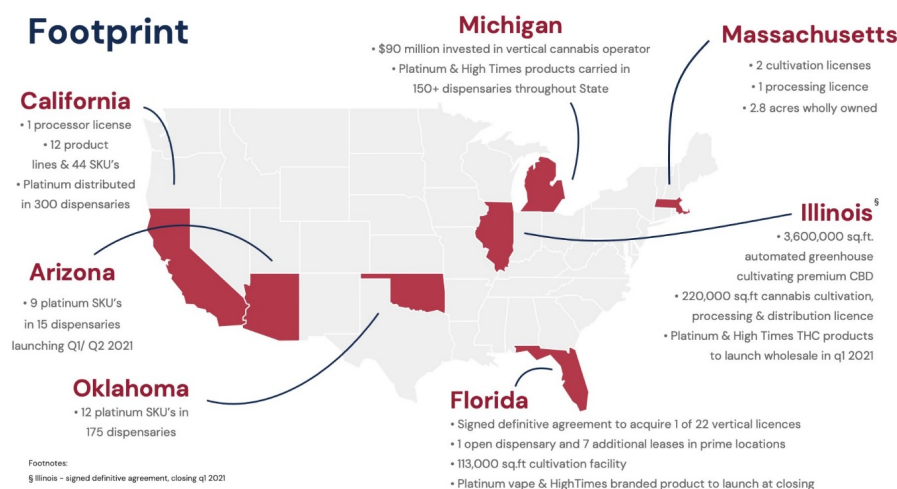 Footprint
Michigan
• $90 million invested in vertical cannabis operator
• Platinum & High Times products carried in
150+ dispensaries throughout State
Massachusetts
• 2 cultivation licenses
• 1 processing licence
• 2.8 acres wholly owned
California
• 1 processor license
• 12 product
lines & 44 SKU's
• Platinum distributed
in 300 dispensaries
Illinois §
• 3,600,000 sq.ft.
automated greenhouse
cultivating premium CBD
• 220,000 sq.ft cannabis cultivation,
processing & distribution licence
• Platinum & High Times THC products
to launch wholesale in q1 2021
Arizona
• 9 platinum SKU's
in 15 dispensaries
launching Q1/ Q2 2021
Oklahoma
• 12 platinum SKU's in
175 dispensaries
Florida
• Signed definitive agreement to acquire 1 of 22 vertical licences
• 1 open dispensary and 7 additional leases in prime locations
• 113,000 sq.ft cultivation facility
• Platinum vape & HighTimes branded product to launch at closing
Footnotes:
§ Illinois - signed definitive agreement, closing q1 2021